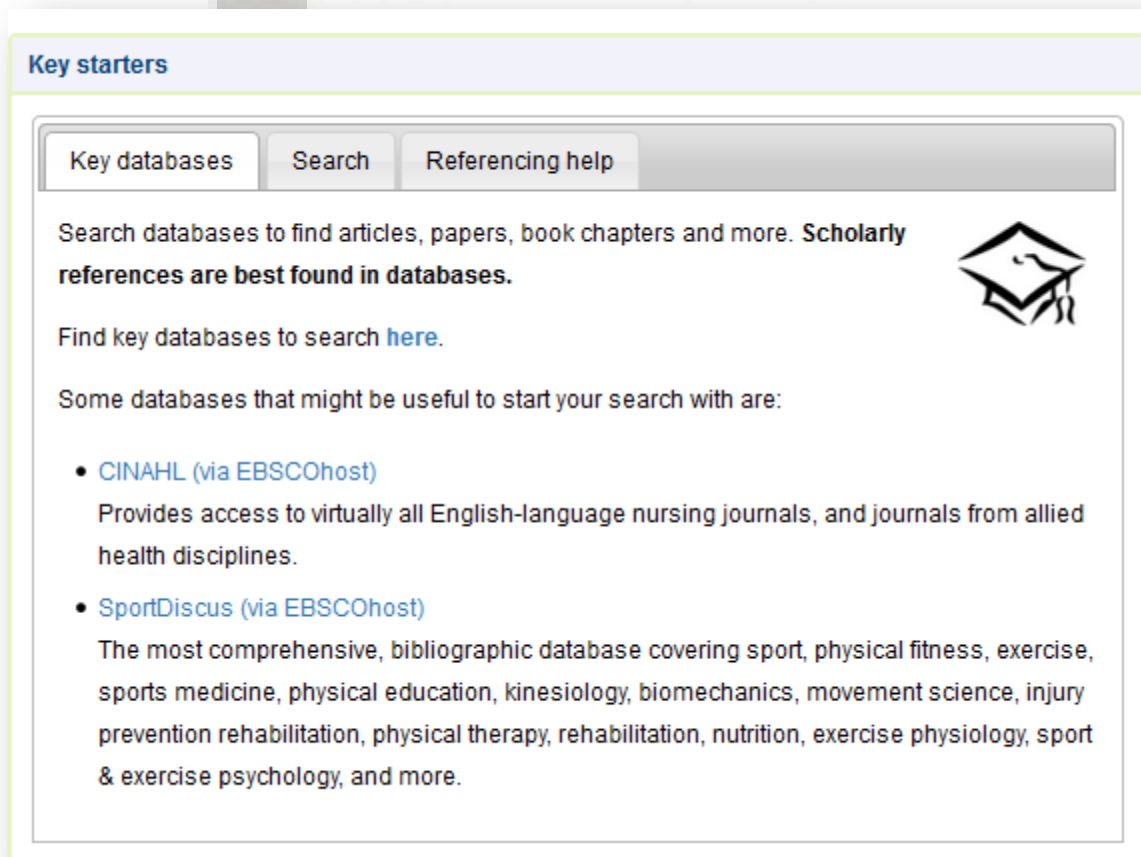 Key starters
Key databases Search Referencing help
Search databases to find articles, papers, book chapters and more. Scholarly
references are best found in databases.
Find key databases to search here.
Some databases that might be useful to start your search with are:
• CINAHL (via EBSCOhost)
Provides access to virtually all English-language nursing journals, and journals from allied
health disciplines.
• SportDiscus (via EBSCOhost)
The most comprehensive, bibliographic database covering sport, physical fitness, exercise,
sports medicine, physical education, kinesiology, biomechanics, movement science, injury
prevention rehabilitation, physical therapy, rehabilitation, nutrition, exercise physiology, sport
& exercise psychology, and more.